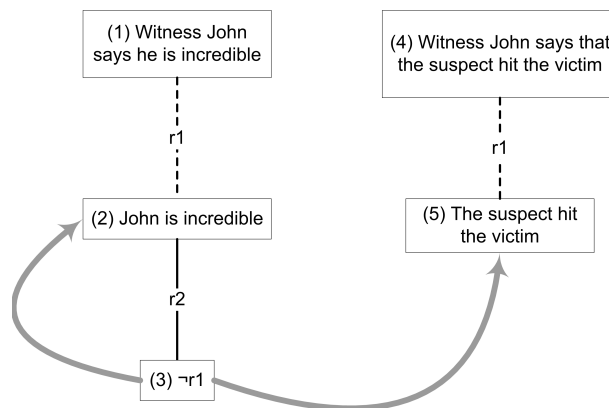 (1) Witness John
says he is incredible
(4) Witness John says that
the suspect hit the victim
r1
r1
(2) John is incredible
(5) The suspect hit
the victim
r2
(3) ¬r1